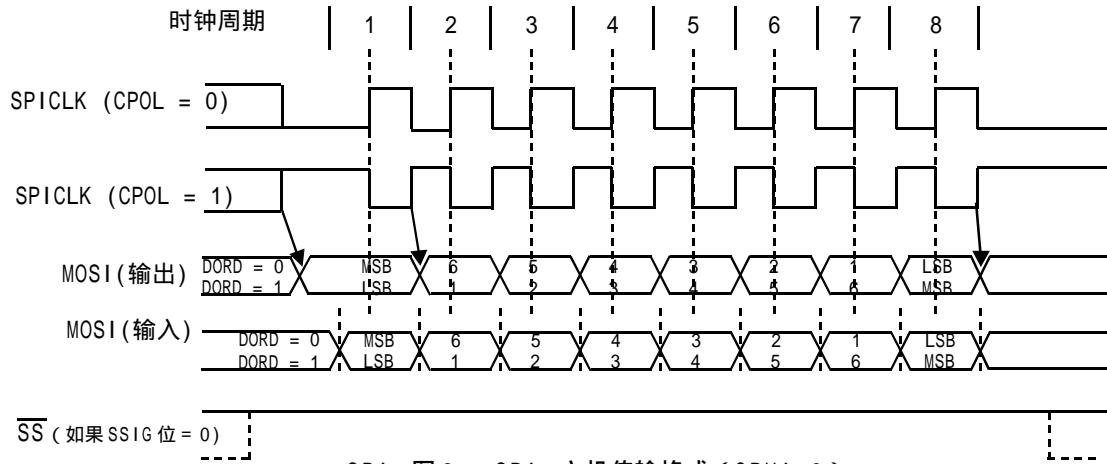 时钟周期 1 2 3 4 5 6 7 8
SPICLK (CPOL = 0)
SPICLK (CPOL = 1)
MOSI(输出) DORD = 0 MSB 6 5 4 3 2 1 LSB
DORD = 1 LSB 1 2 3 4 5 6 MSB
MOSI(输入) DORD = 0 MSB 6 5 4 3 2 1 LSB
DORD = 1 LSB 1 2 3 4 5 6 MSB
SS (如果SSIG位= 0)